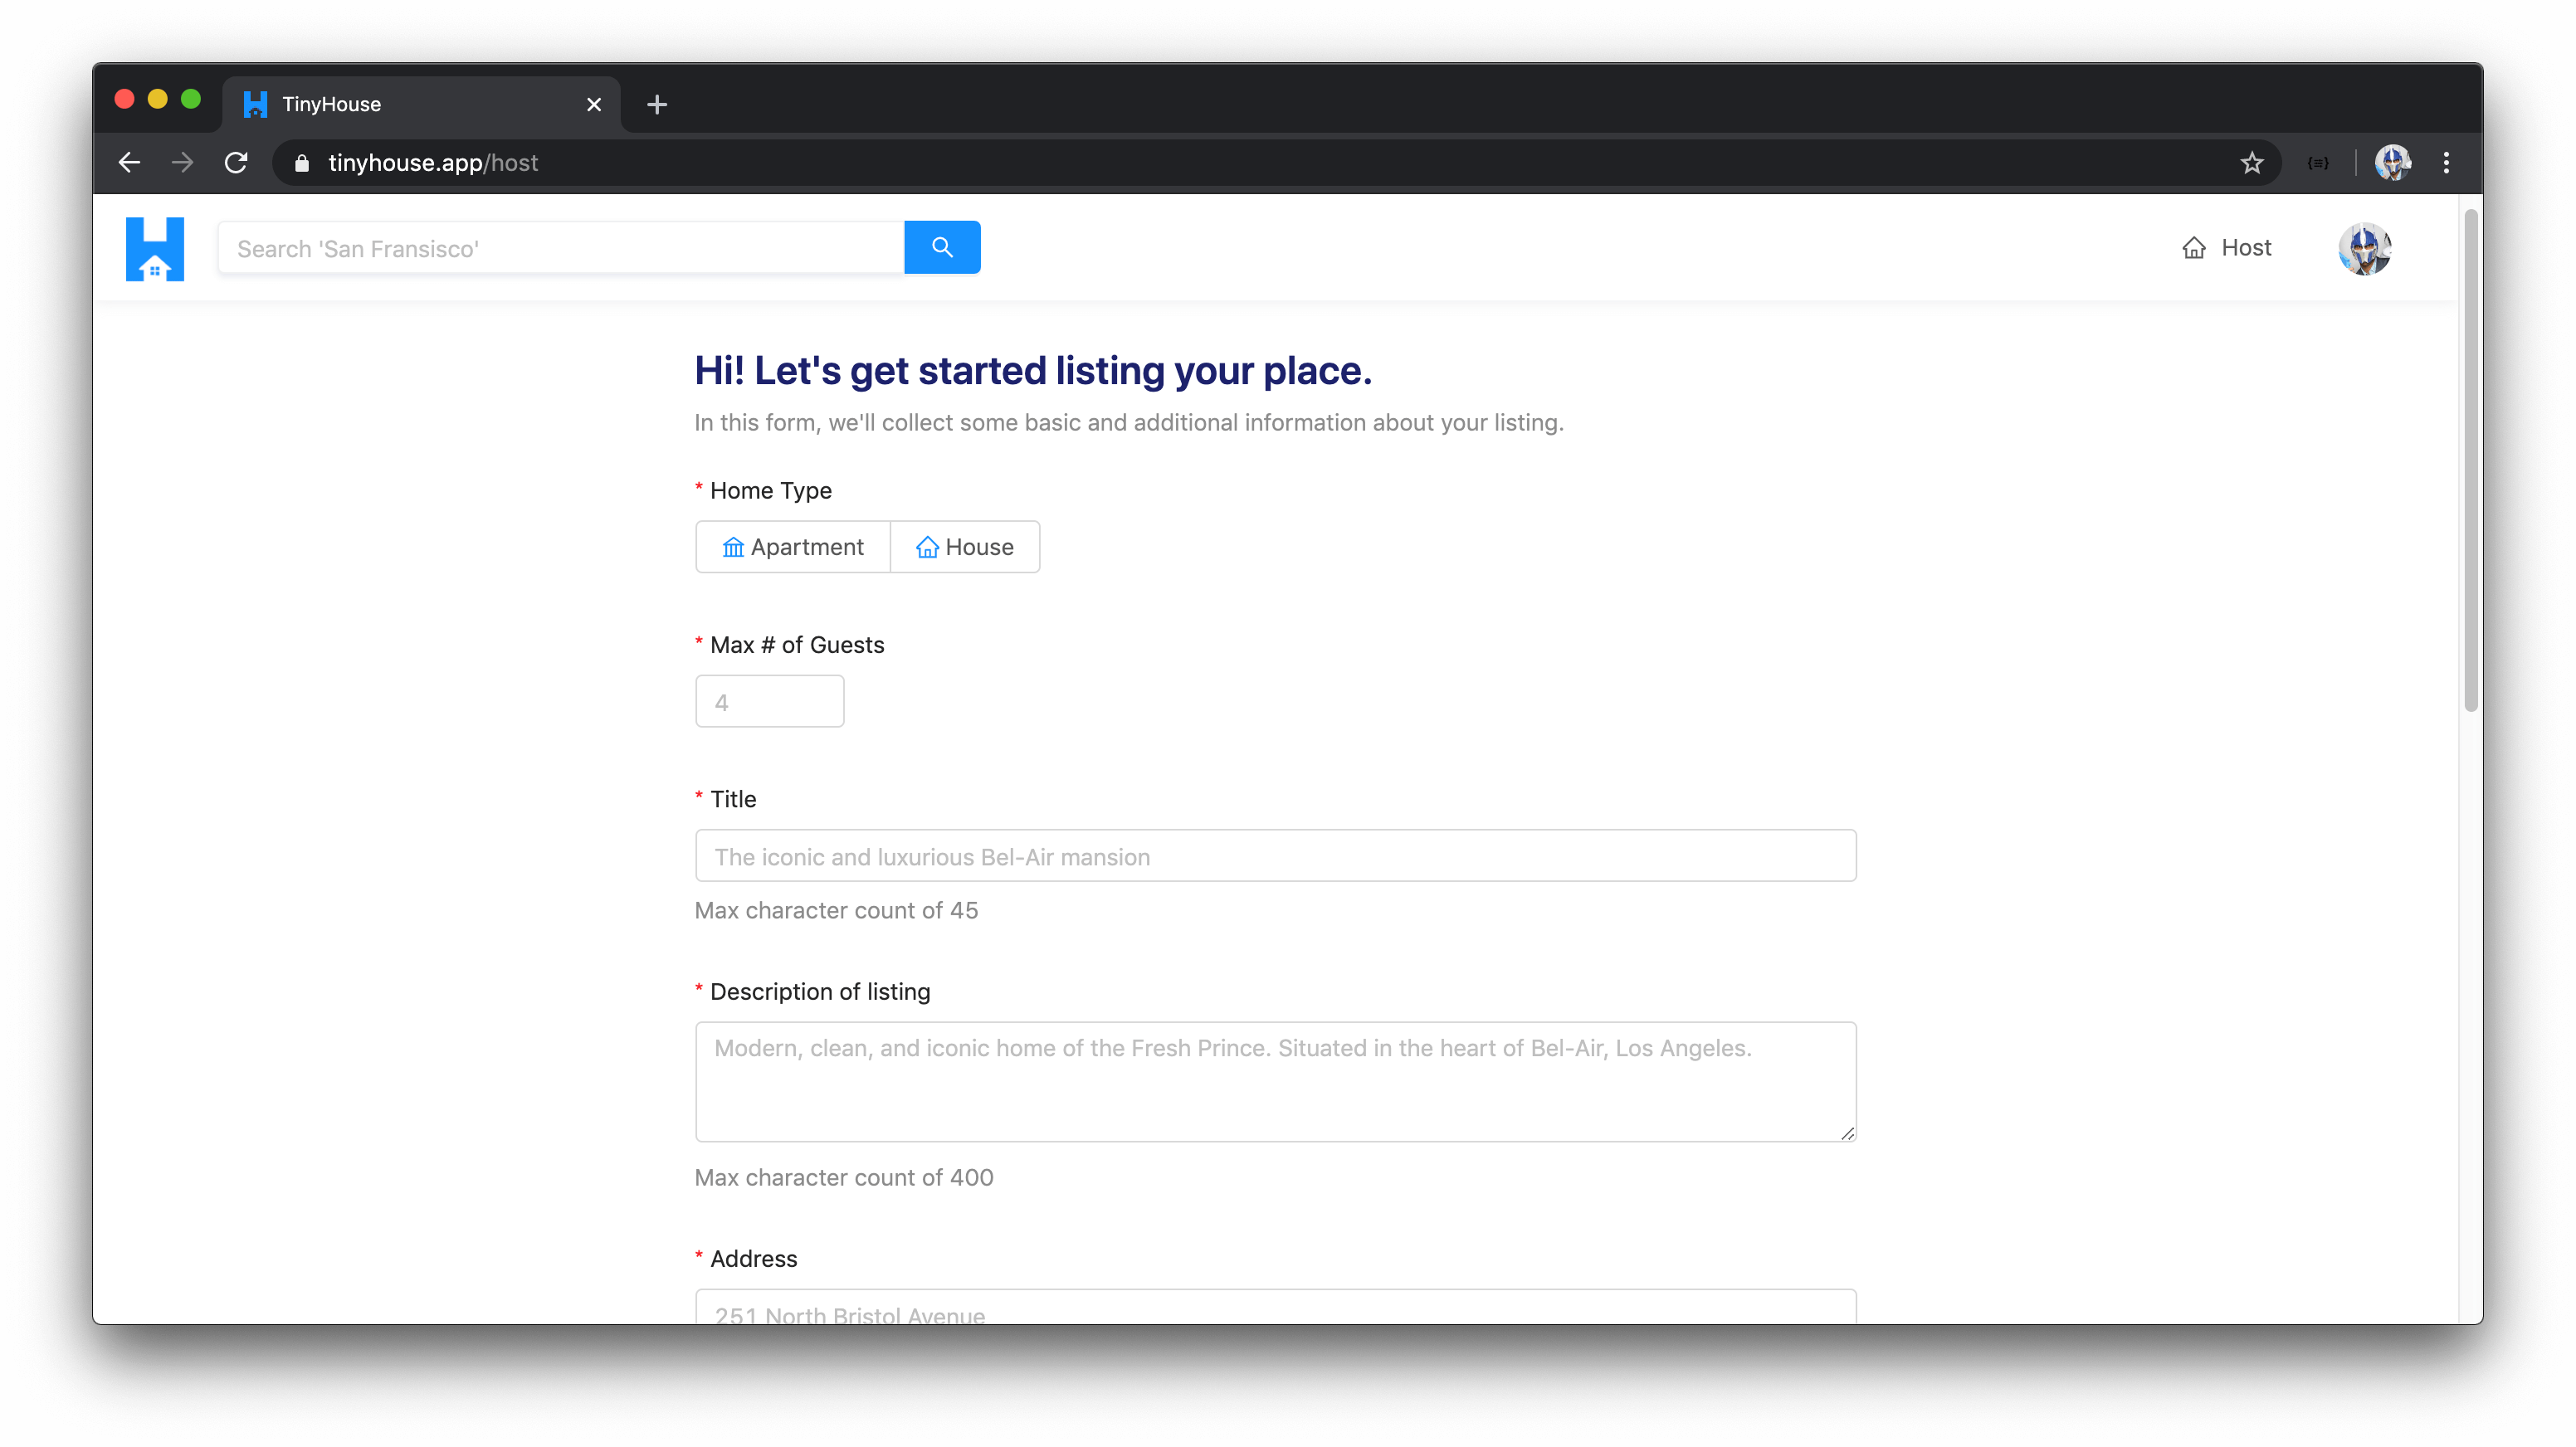 TinyHouse
tinyhouse.app/host
Search 'San Fransisco'
Host
Hi! Let's get started listing your place.
In this form, we'll collect some basic and additional information about your listing.
* Home Type
Apartment
House
* Max # of Guests
4
* Title
The iconic and luxurious Bel-Air mansion
Max character count of 45
* Description of listing
Modern, clean, and iconic home of the Fresh Prince. Situated in the heart of Bel-Air, Los Angeles.
Max character count of 400
* Address
251 North Bristol Avenue